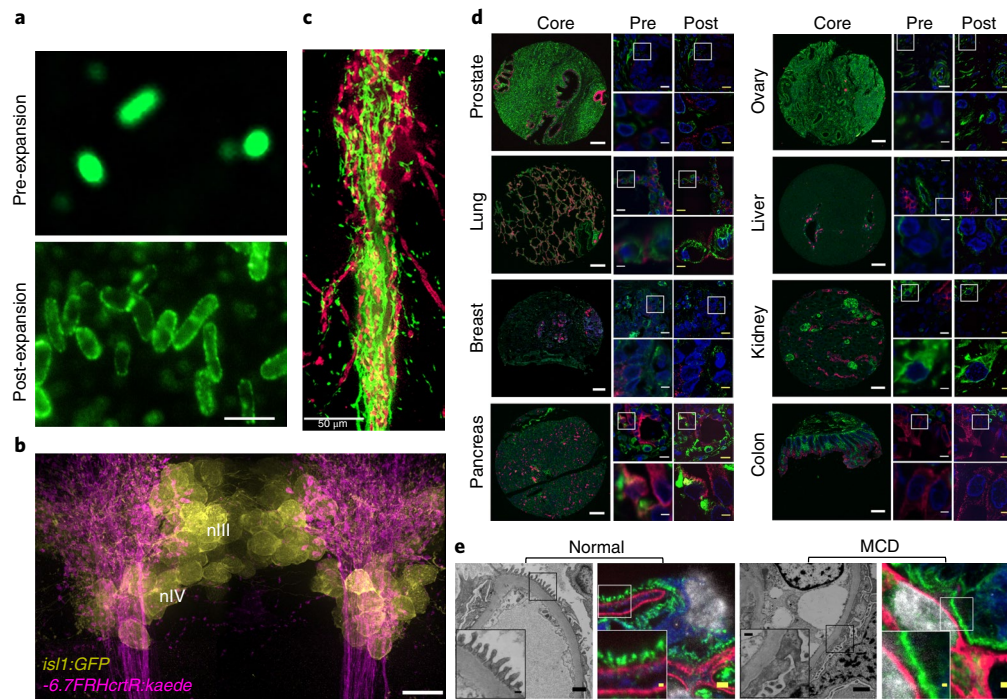 a
Pre-expansion
Post-expansion
b
nIII
nIV
isl1:GFP
-6.7FRHcrtR:kaede
c
50 µm
d
Core
Pre
Post
Prostate
Lung
Breast
Pancreas
Core
Pre
Post
Ovary
Liver
Kidney
Colon
e
Normal
MCD